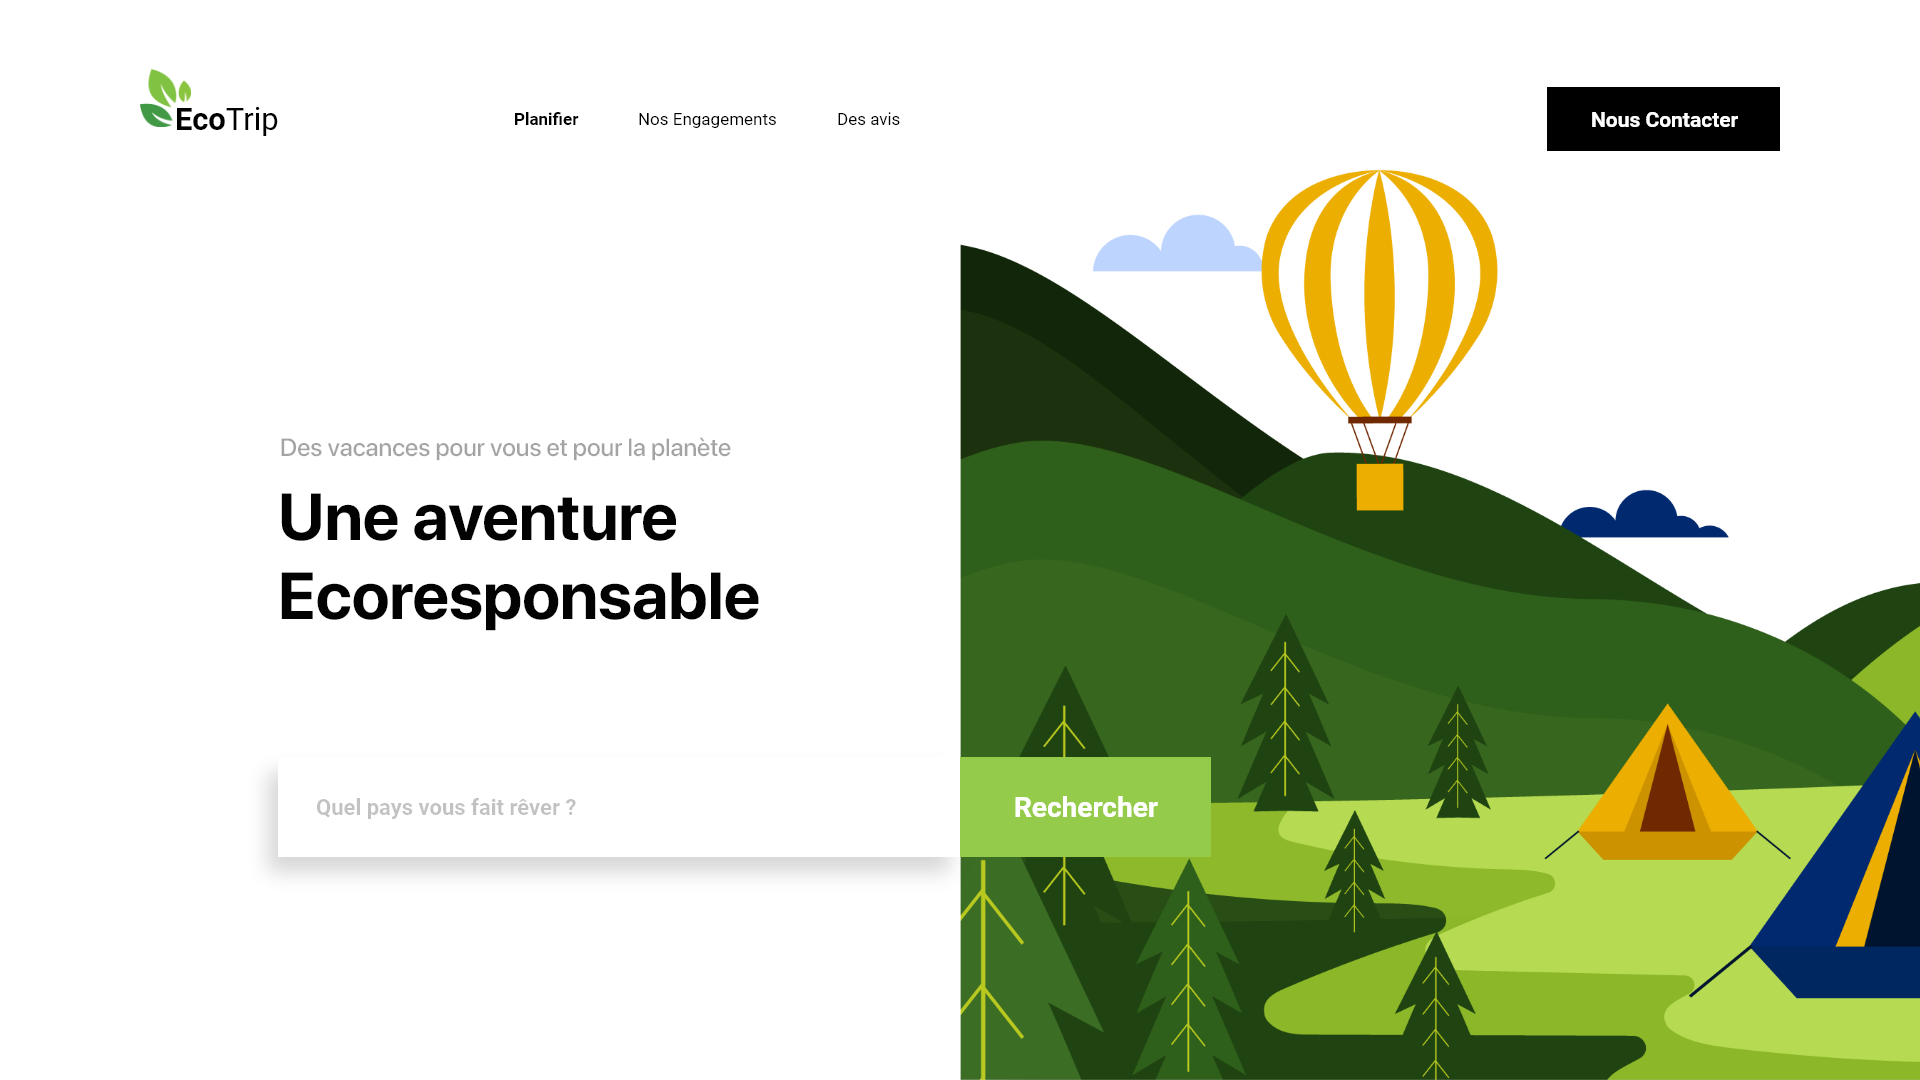 EcoTrip
Planifier
Nos Engagements
Des avis
Nous Contacter
Des vacances pour vous et pour la planète
Une aventure
Ecoresponsable
Quel pays vous fait rêver ?
Rechercher